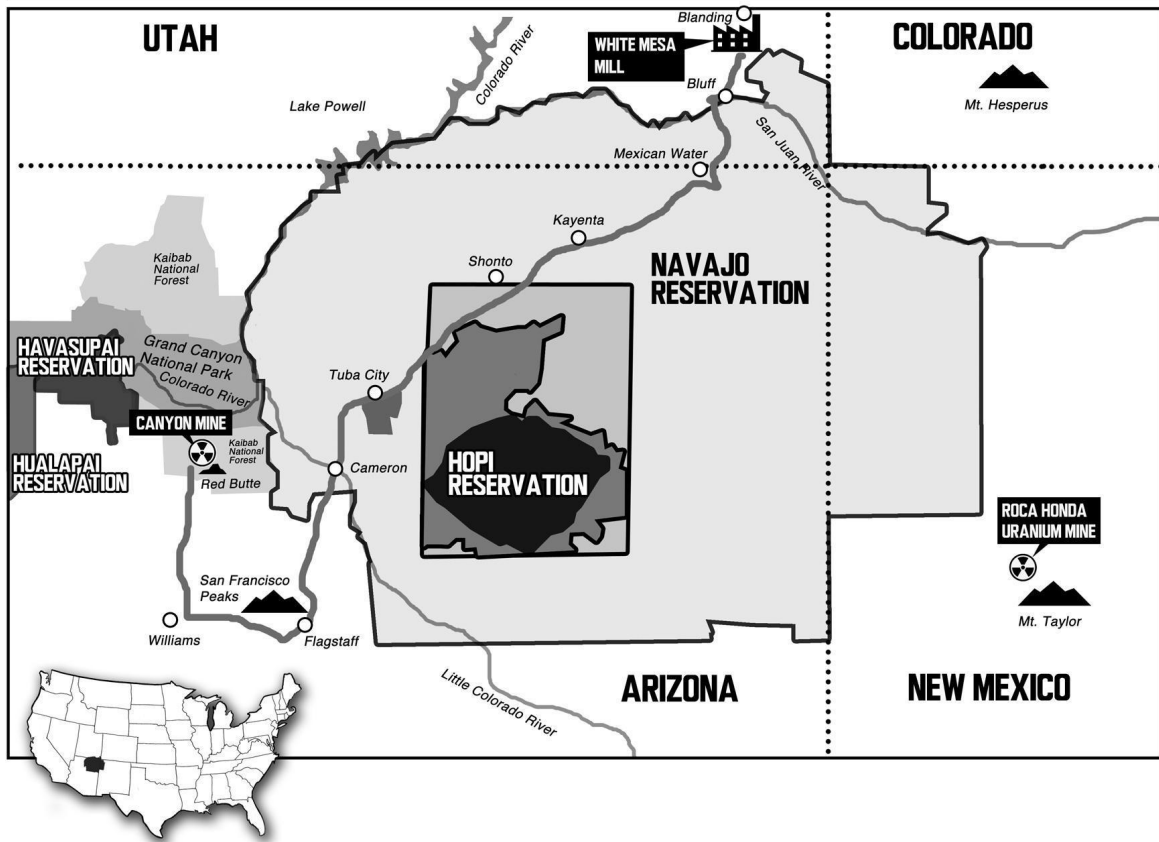 UTAH
Blanding
WHITE MESA
MILL
COLORADO
Colorado River
Lake Powell
Bluff
Mt. Hesperus
San Juan River
Mexican Water
Kayenta
Shonto
NAVAJO
RESERVATION
Kaibab
National
Forest
HAVASUPAI
RESERVATION
Grand Canyon
National Park
Colorado River
Tuba City
CANYON MINE
Kaibab
National
Forest
Red Butte
HUALAPAI
RESERVATION
Cameron
HOPI
RESERVATION
ROCA HONDA
URANIUM MINE
San Francisco
Peaks
Williams
Flagstaff
Mt. Taylor
Little Colorado River
ARIZONA
NEW MEXICO